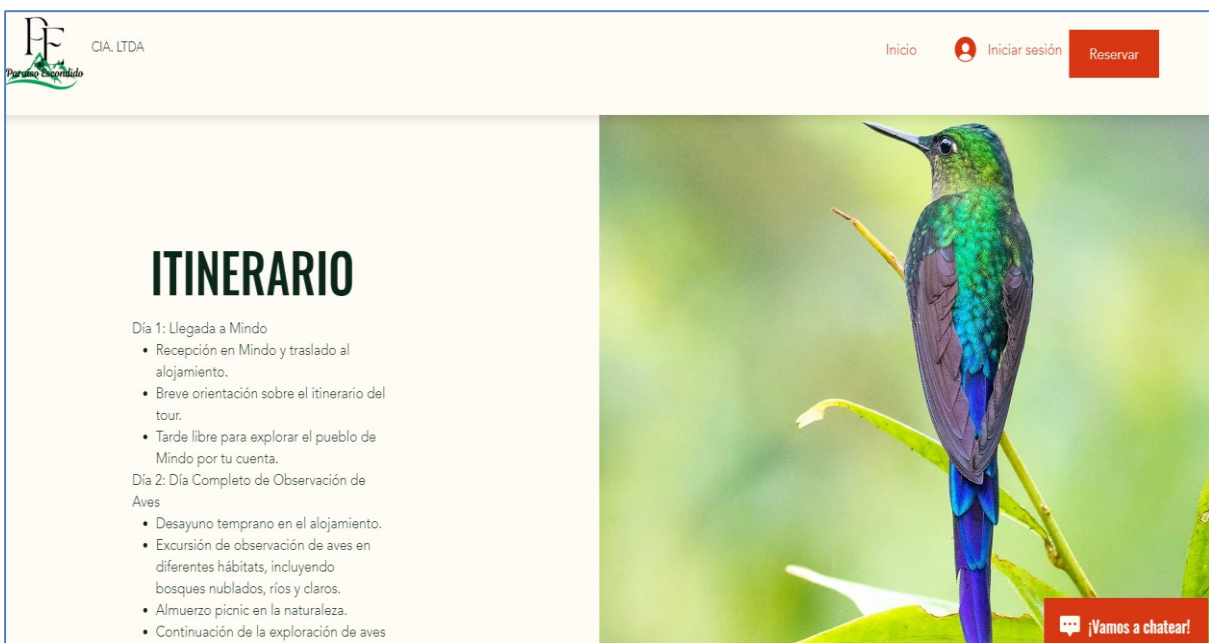 PE
Paraíso Escondido
CIA. LTDA
Inicio
Iniciar sesión
Reservar
ITINERARIO
Día 1: Llegada a Mindo
• Recepción en Mindo y traslado al
alojamiento.
• Breve orientación sobre el itinerario del
tour.
• Tarde libre para explorar el pueblo de
Mindo por tu cuenta.
Día 2: Día Completo de Observación de
Aves
• Desayuno temprano en el alojamiento.
• Excursión de observación de aves en
diferentes hábitats, incluyendo
bosques nublados, ríos y claros.
• Almuerzo picnic en la naturaleza.
• Continuación de la exploración de aves
¡Vamos a chatear!